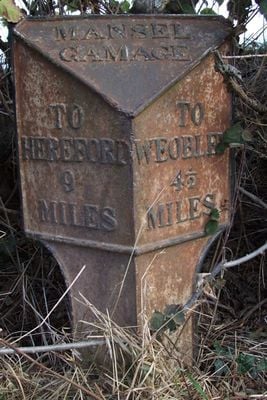 MANSEL
GAMAGE
TO
HEREFORD
9
MILES
TO
WEOBLEY
4½
MILES